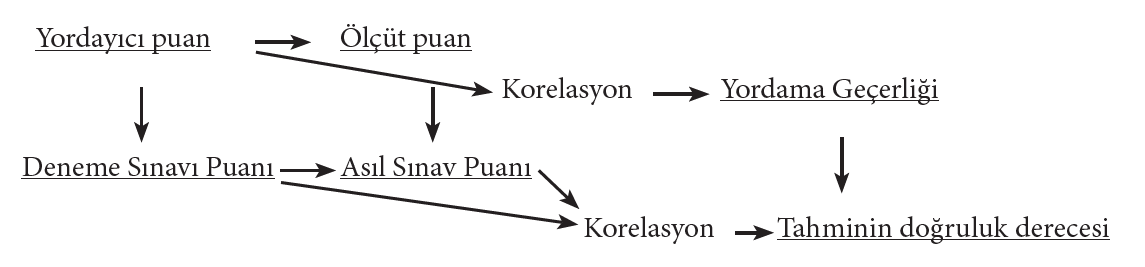 Yordayıcı puan Ölçüt puan
Korelasyon Yordama Geçerliği
Deneme Sınavı Puanı Asıl Sınav Puanı
Korelasyon Tahminin doğruluk derecesi